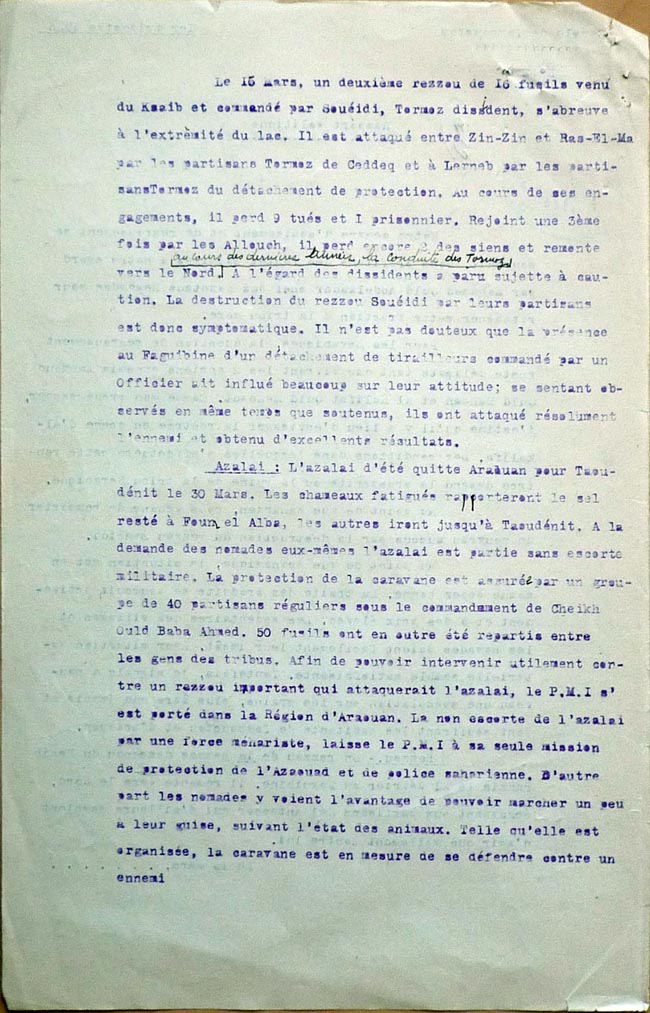 Le 15 Mars, un deuxième rezzou de 16 fusils venu
du Ksaib et commandé par Souéidi, Tormoz dissident, s'abreuve
à l'extrèmité du lac. Il est attaqué entre Zin-Zin et Ras-El-Ma
par les partisans Tormoz de Ceddeq et à Lerneb par les parti-
sansTormoz du détachement de protection. Au cours de ses en-
gagements, il perd 9 tués et I prisonnier. Rejoint une 3ème
fois par les Allouch, il perd encore 2 des siens et remonte
au cours des dernières années, la conduite des Tormoz
vers le Nord. A l'égard des dissidents a paru sujette à cau-
tion. La destruction du rezzou Souéidi par leurs partisans
est donc symptomatique. Il n'est pas douteux que la présence
au Faguibine d'un détachement de tirailleurs commandé par un
Officier ait influé beaucoup sur leur attitude; se sentant ob-
servés en même temps que soutenus, ils ont attaqué résolument
l'ennemi et obtenu d'excellents résultats.
Azalai : L'azalai d'été quitte Araouan pour Taou-
dénit le 30 Mars. Les chameaux fatigués rapporteront le sel
resté à Foun el Alba, les autres iront jusqu'à Taoudénit. A la
demande des nomades eux-mêmes l'azalai est partie sans escorte
militaire. La protection de la caravane est assurée par un grou-
pe de 40 partisans réguliers sous le commandement de Cheikh
Ould Baba Ahmed. 50 fusils ont en outre été repartis entre
les gens des tribus. Afin de pouvoir intervenir utilement con-
tre un razzou important qui attaquerait l'azalai, le P.M.I s'
est porté dans la Région d'Araouan. La non escorte de l'azalai
par une force méhariste, laisse le P.M.I à sa seule mission
de protection de l'Azaouad et de police saharienne. D'autre
part les nomades y voient l'avantage de pouvoir marcher un peu
à leur guise, suivant l'état des animaux. Telle qu'elle est
organisée, la caravane est en mesure de se défendre contre un
ennemi